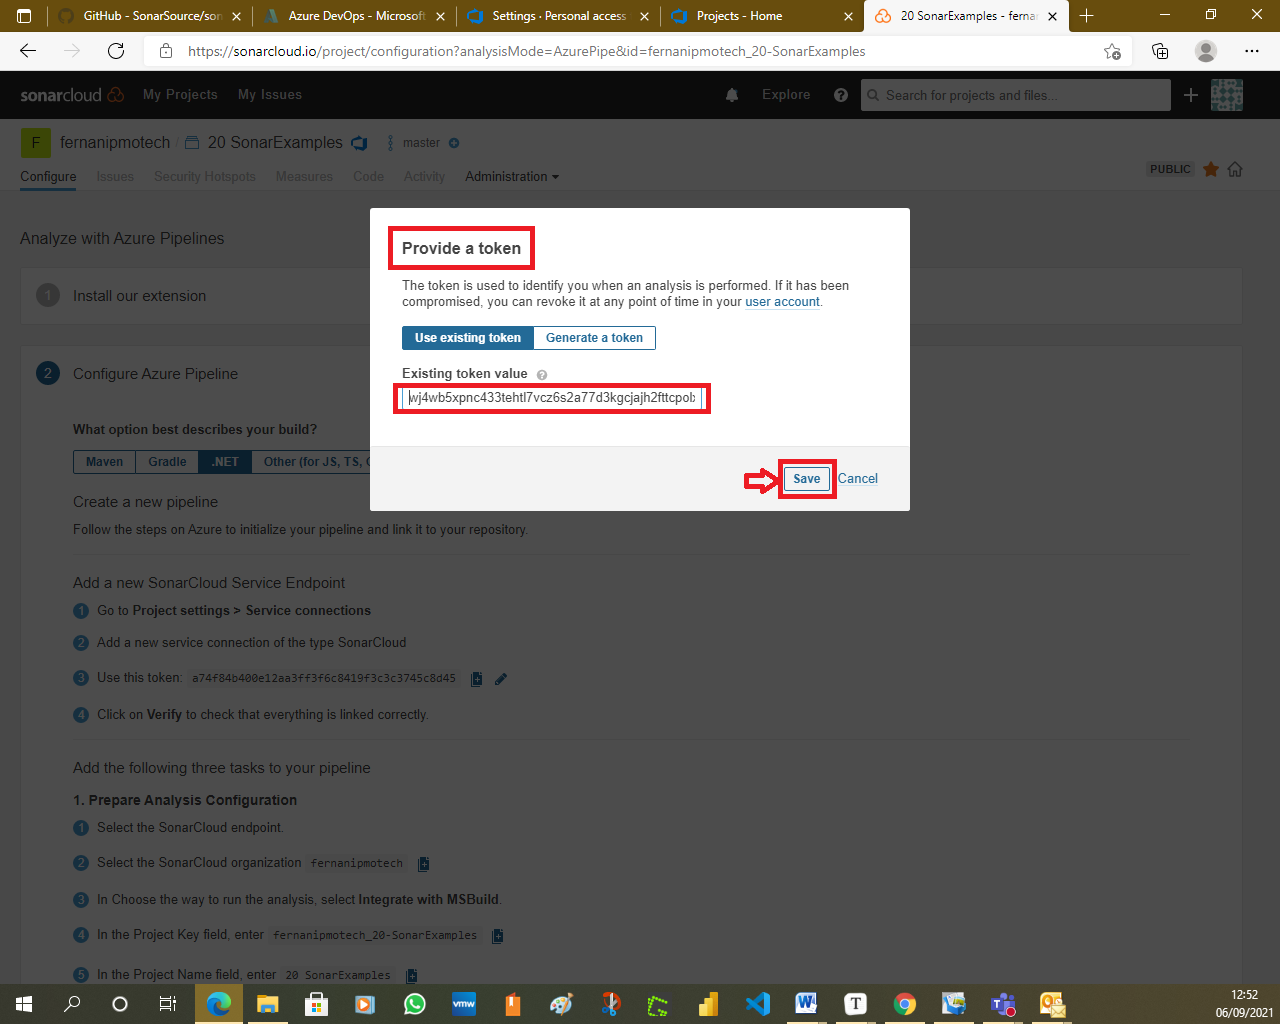 GitHub - SonarSource/son
Azure DevOps - Microsoft
Settings · Personal access
Projects - Home
20 SonarExamples - fernan
https://sonarcloud.io/project/configuration?analysisMode=AzurePipe&id=fernanipmotech_20-SonarExamples
sonarcloud My Projects My Issues Explore Search for projects and files...
F fernanipmotech / 20 SonarExamples master
Configure Issues Security Hotspots Measures Code Activity Administration PUBLIC
Analyze with Azure Pipelines
1 Install our extension
2 Configure Azure Pipeline
What option best describes your build?
Maven Gradle .NET Other (for JS, TS,
Create a new pipeline
Follow the steps on Azure to initialize your pipeline and link it to your repository.
Add a new SonarCloud Service Endpoint
1 Go to Project settings > Service connections
2 Add a new service connection of the type SonarCloud
3 Use this token: a74f84b400e12aa3ff3f6c8419f3c3c3745c8d45
4 Click on Verify to check that everything is linked correctly.
Add the following three tasks to your pipeline
1. Prepare Analysis Configuration
1 Select the SonarCloud endpoint.
2 Select the SonarCloud organization fernanipmotech
3 In Choose the way to run the analysis, select Integrate with MSBuild.
4 In the Project Key field, enter fernanipmotech_20-SonarExamples
5 In the Project Name field, enter 20 SonarExamples
Provide a token
The token is used to identify you when an analysis is performed. If it has been
compromised, you can revoke it at any point of time in your user account.
Use existing token Generate a token
Existing token value
wj4wb5xpnc433tehtl7vcz6s2a77d3kgcjajh2fttcpolx
Save Cancel
vmw
12:52
06/09/2021